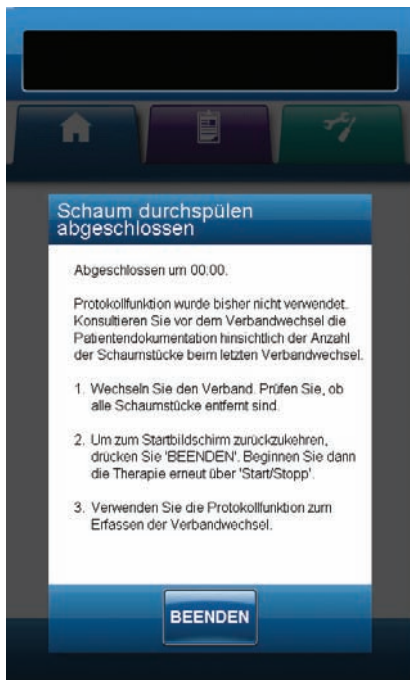 Schaum durchspülen
abgeschlossen
Abgeschlossen um 00.00.
Protokollfunktion wurde bisher nicht verwendet.
Konsultieren Sie vor dem Verbandwechsel die
Patientendokumentation hinsichtlich der Anzahl
der Schaumstücke beim letzten Verbandwechsel.
1. Wechseln Sie den Verband. Prüfen Sie, ob
alle Schaumstücke entfernt sind.
2. Um zum Startbildschirm zurückzukehren,
drücken Sie 'BEENDEN'. Beginnen Sie dann
die Therapie erneut über 'Start/Stopp'.
3. Verwenden Sie die Protokollfunktion zum
Erfassen der Verbandwechsel.
BEENDEN